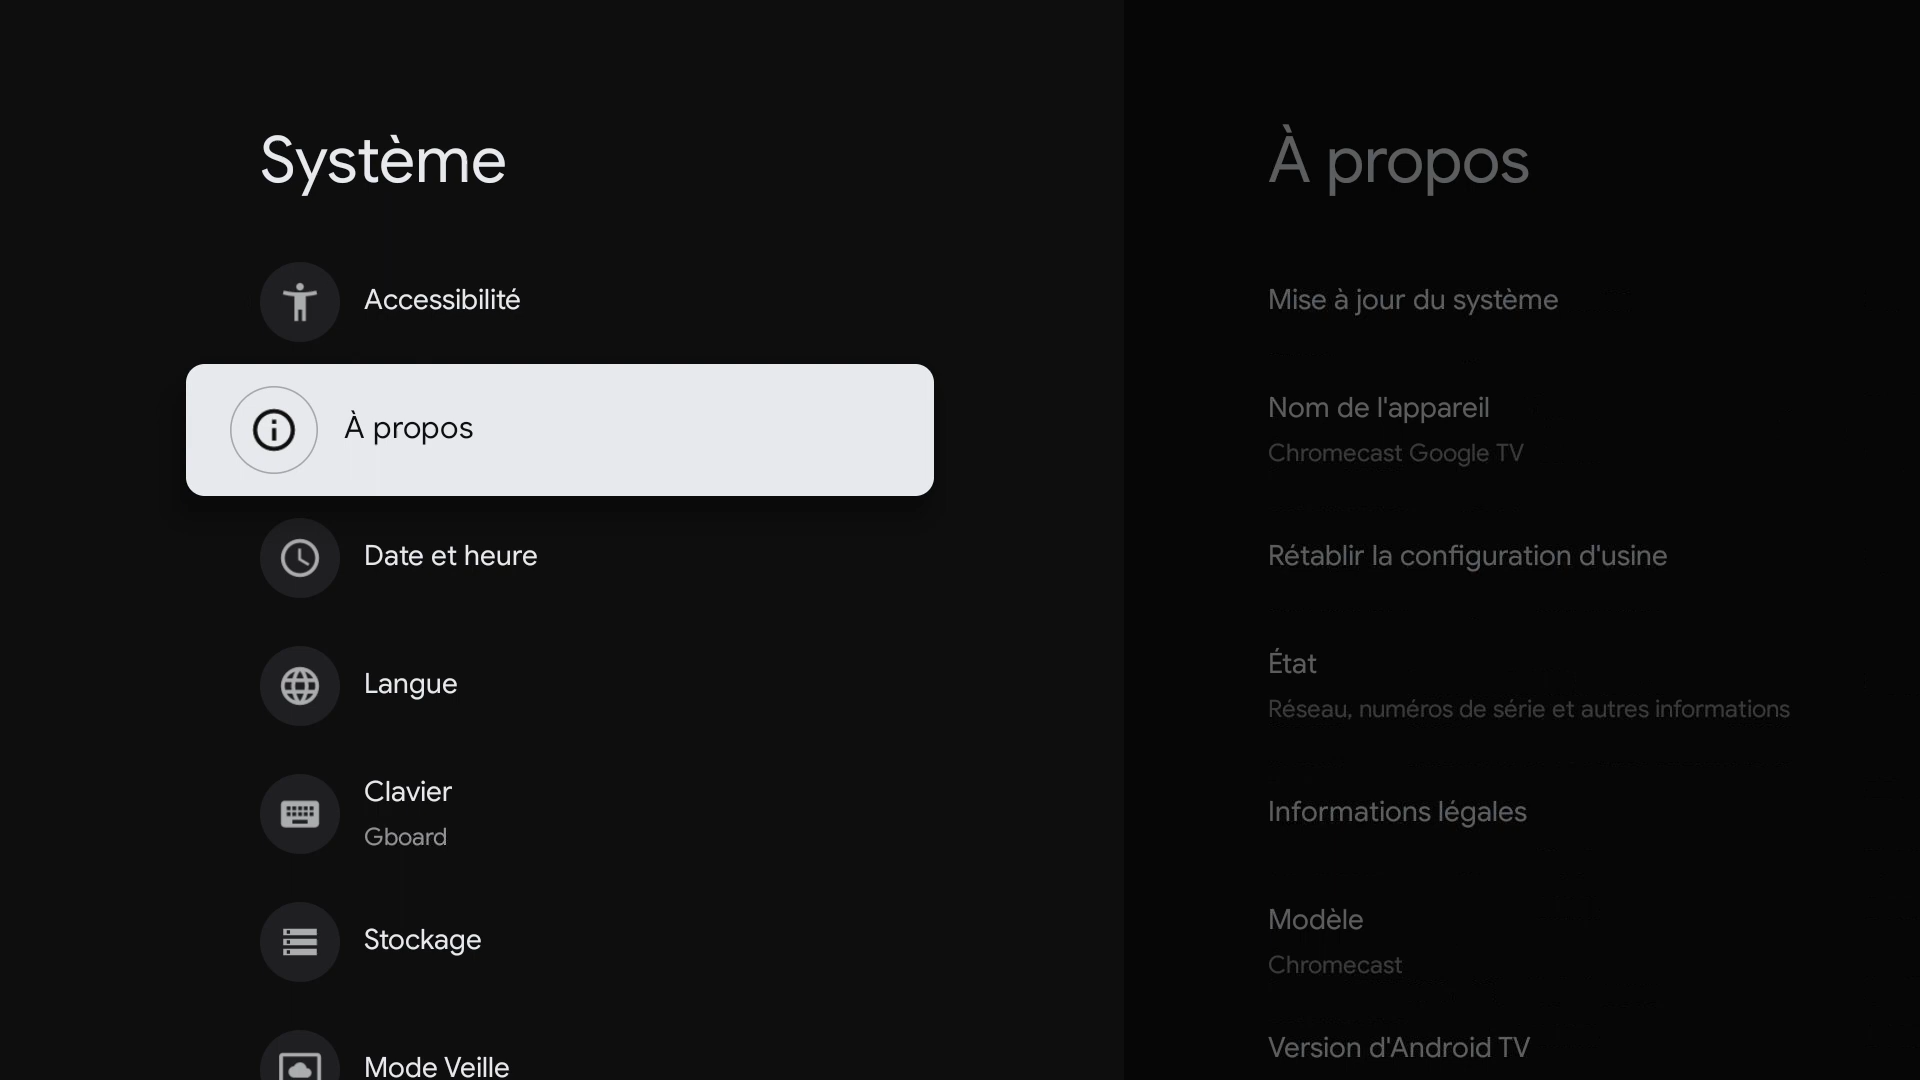 Système
Accessibilité
À propos
Date et heure
Langue
Clavier
Gboard
Stockage
Mode Veille
À propos
Mise à jour du système
Nom de l'appareil
Chromecast Google TV
Rétablir la configuration d'usine
État
Réseau, numéros de série et autres informations
Informations légales
Modèle
Chromecast
Version d'Android TV